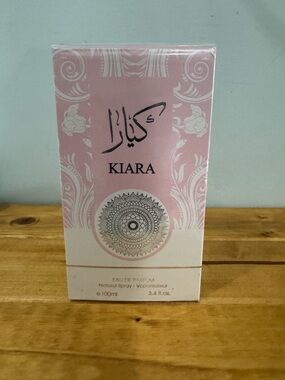 كيارا
KIARA
EAU DE PARFUM
Natural Spray - Vaporisateur
℮100ml 3.4 fl.oz.